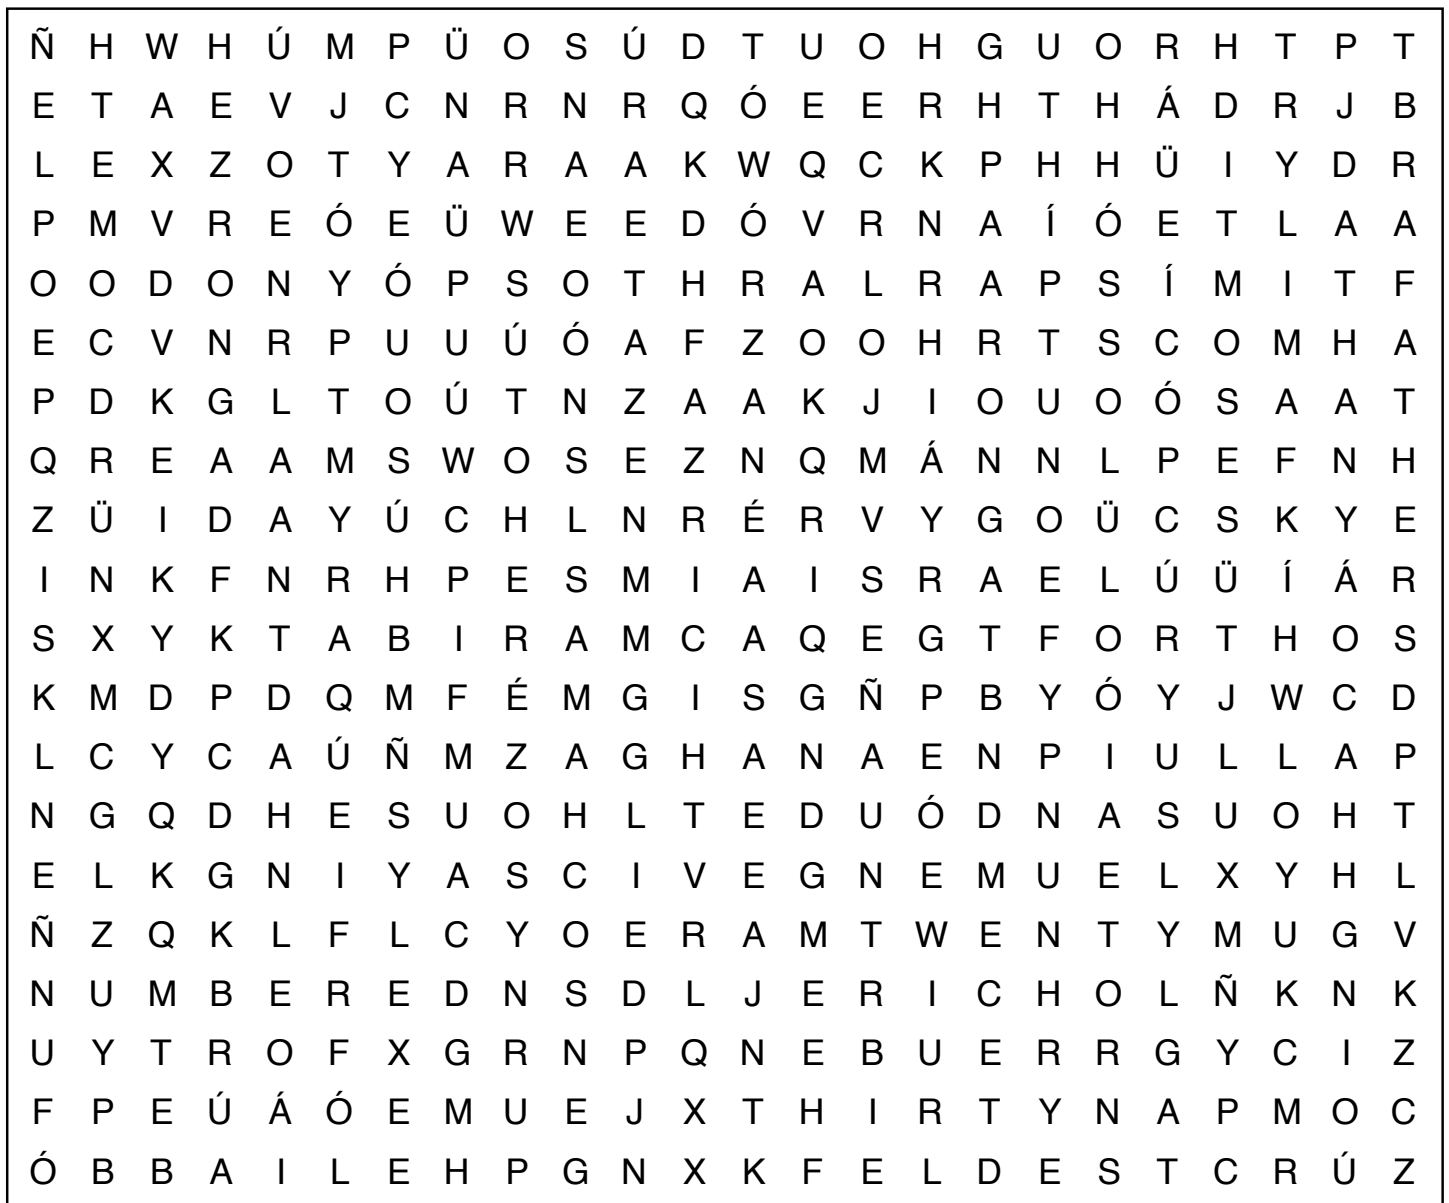 Ñ H W H Ú M P Ü O S Ú D T U O H G U O R H T P T
E T A E V J C N R N R Q Ó E E R H T H Á D R J B
L E X Z O T Y A R A A K W Q C K P H H Ü I Y D R
P M V R E Ó E Ü W E E D Ó V R N A Í Ó E T L A A
O O D O N Y Ó P S O T H R A L R A P S Í M I T F
E C V N R P U U Ú Ó A F Z O O H R T S C O M H A
P D K G L T O Ú T N Z A A K J I O U O Ó S A A T
Q R E A A M S W O S E Z N Q M Á N N L P E F N H
Z Ü I D A Y Ú C H L N R É R V Y G O Ü C S K Y E
I N K F N R H P E S M I A I S R A E L Ú Ü Í Á R
S X Y K T A B I R A M C A Q E G T F O R T H O S
K M D P D Q M F É M G I S G Ñ P B Y Ó Y J W C D
L C Y C A Ú Ñ M Z A G H A N A E N P I U L L A P
N G Q D H E S U O H L T E D U Ó D N A S U O H T
E L K G N I Y A S C I V E G N E M U E L X Y H L
Ñ Z Q K L F L C Y O E R A M T W E N T Y M U G V
N U M B E R E D N S D L J E R I C H O L Ñ K N K
U Y T R O F X G R N P Q N E B U E R R G Y C I Z
F P E Ú Á Ó E M U E J X T H I R T Y N A P M O C
Ó B B A I L E H P G N X K F E L D E S T C R Ú Z